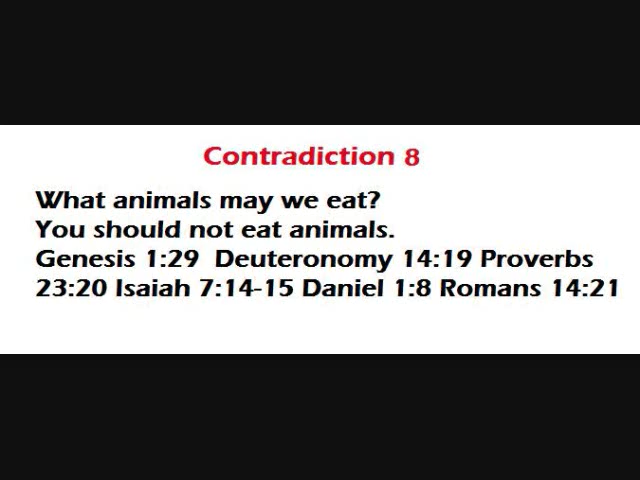 Contradiction 8
What animals may we eat?
You should not eat animals.
Genesis 1:29  Deuteronomy 14:19 Proverbs
23:20 Isaiah 7:14-15 Daniel 1:8 Romans 14:21